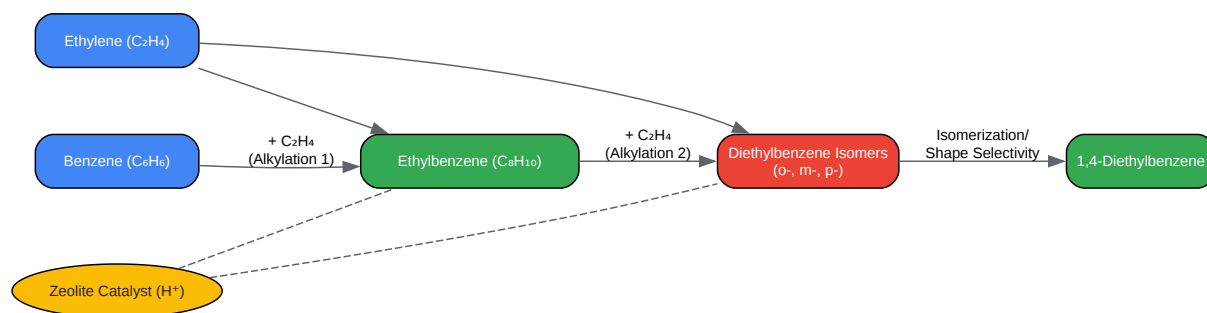 Ethylene (C₂H₄)
Benzene (C₆H₆)
+ C₂H₄
(Alkylation 1)
Ethylbenzene (C₈H₁₀)
+ C₂H₄
(Alkylation 2)
Diethylbenzene Isomers
(o-, m-, p-)
Isomerization/
Shape Selectivity
1,4-Diethylbenzene
Zeolite Catalyst (H⁺)